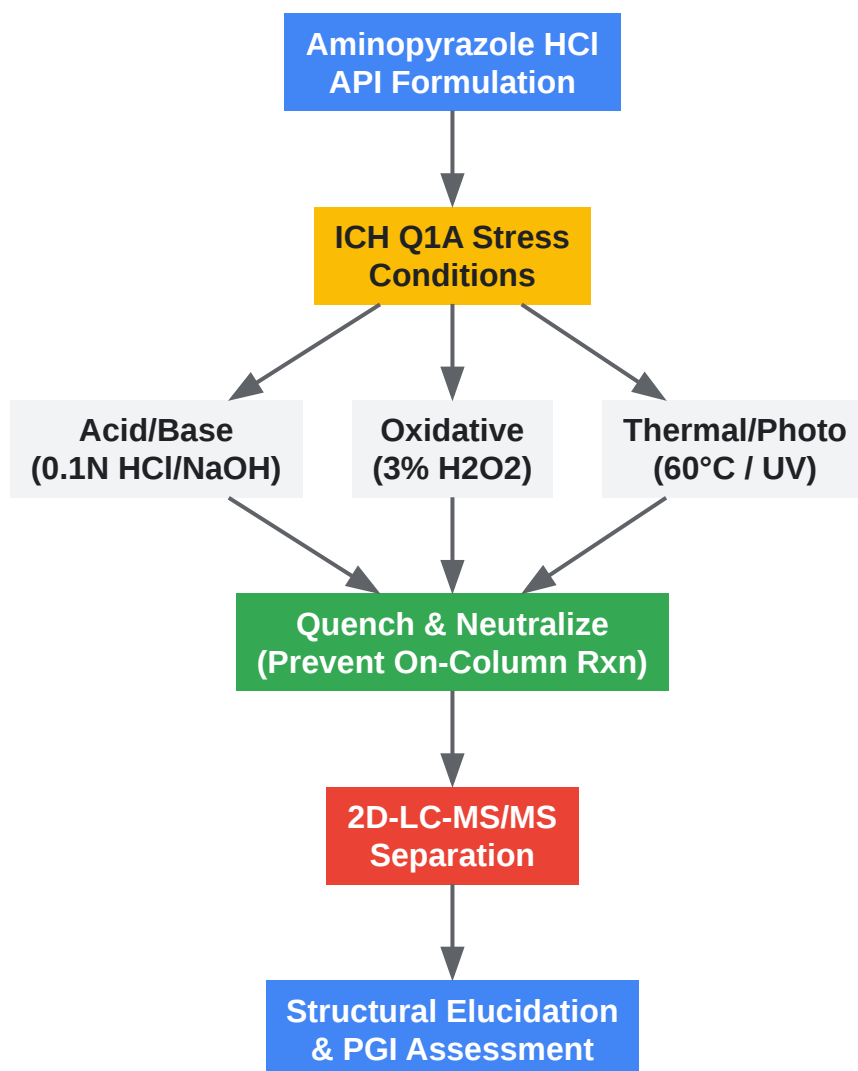 Aminopyrazole HCl
API Formulation
ICH Q1A Stress
Conditions
Acid/Base
(0.1N HCl/NaOH)
Oxidative
(3% H2O2)
Thermal/Photo
(60°C / UV)
Quench & Neutralize
(Prevent On-Column Rxn)
2D-LC-MS/MS
Separation
Structural Elucidation
& PGI Assessment